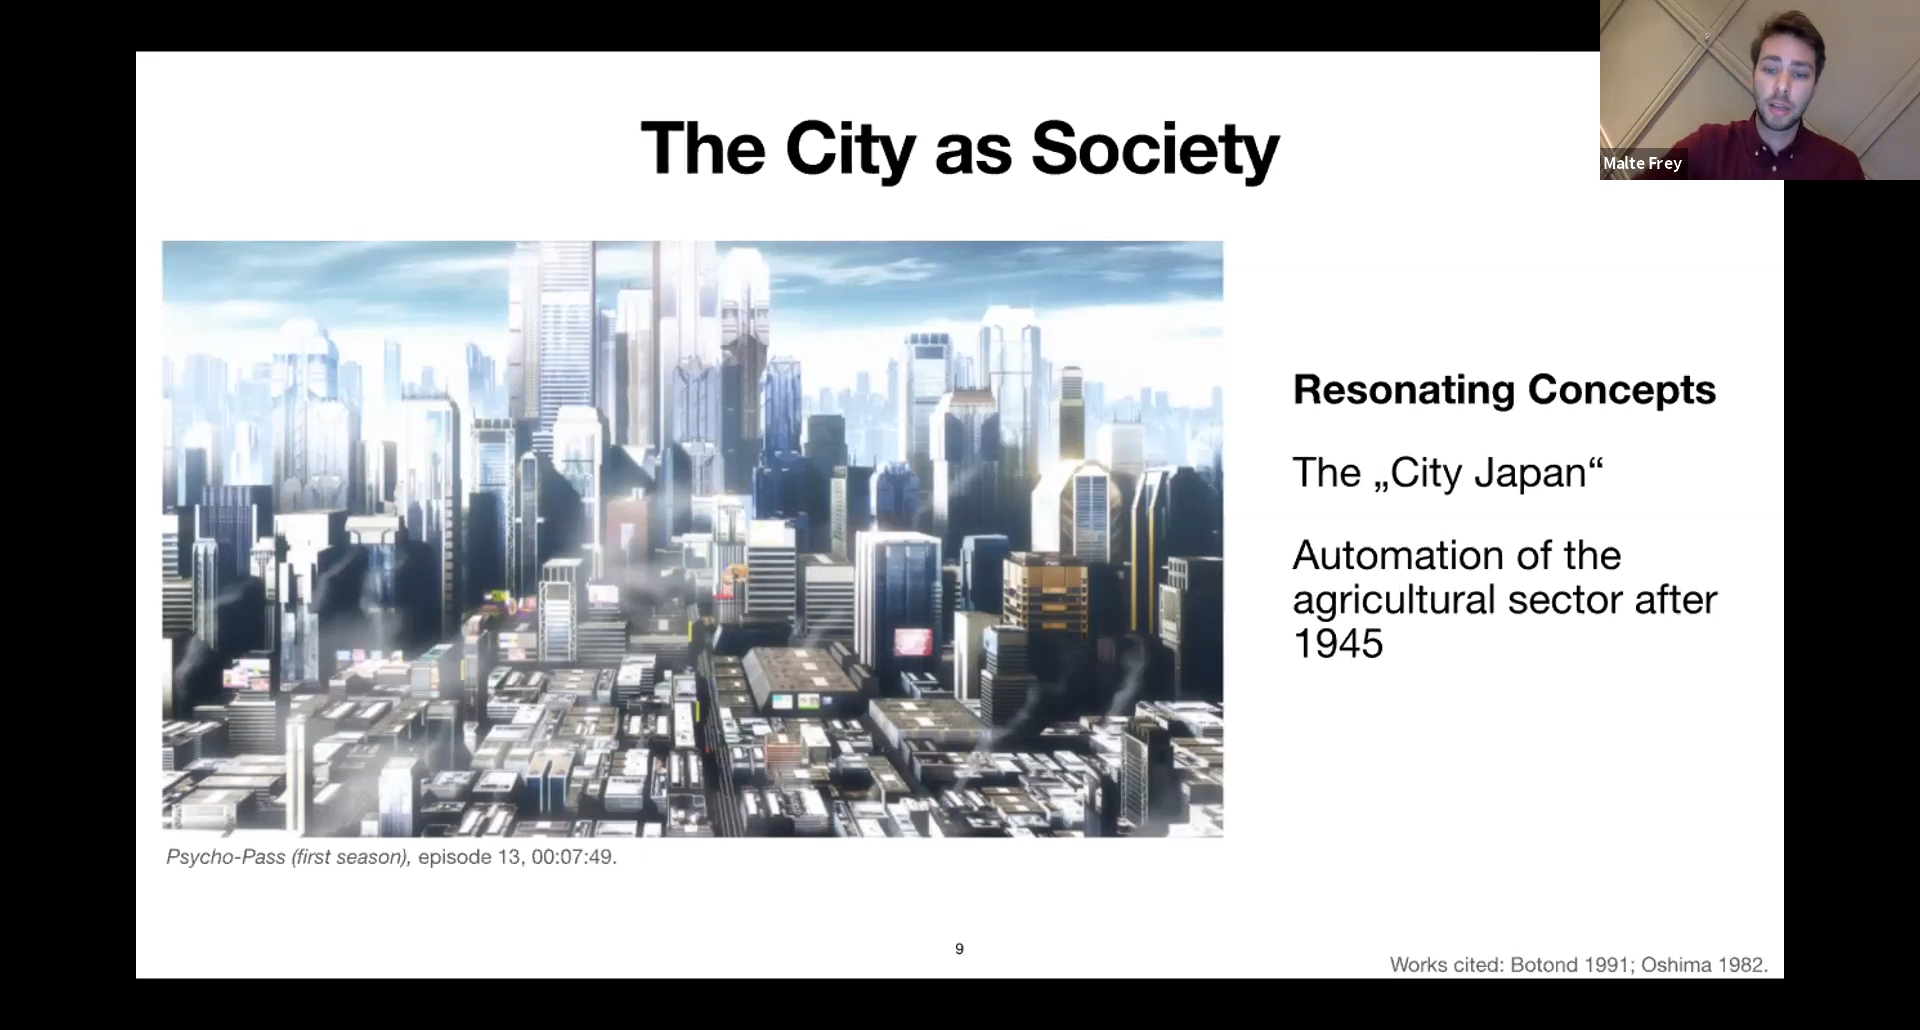 The City as Society
Malte Frey
Resonating Concepts
The „City Japan“
Automation of the
agricultural sector after
1945
Psycho-Pass (first season), episode 13, 00:07:49.
9
Works cited: Botond 1991; Oshima 1982.